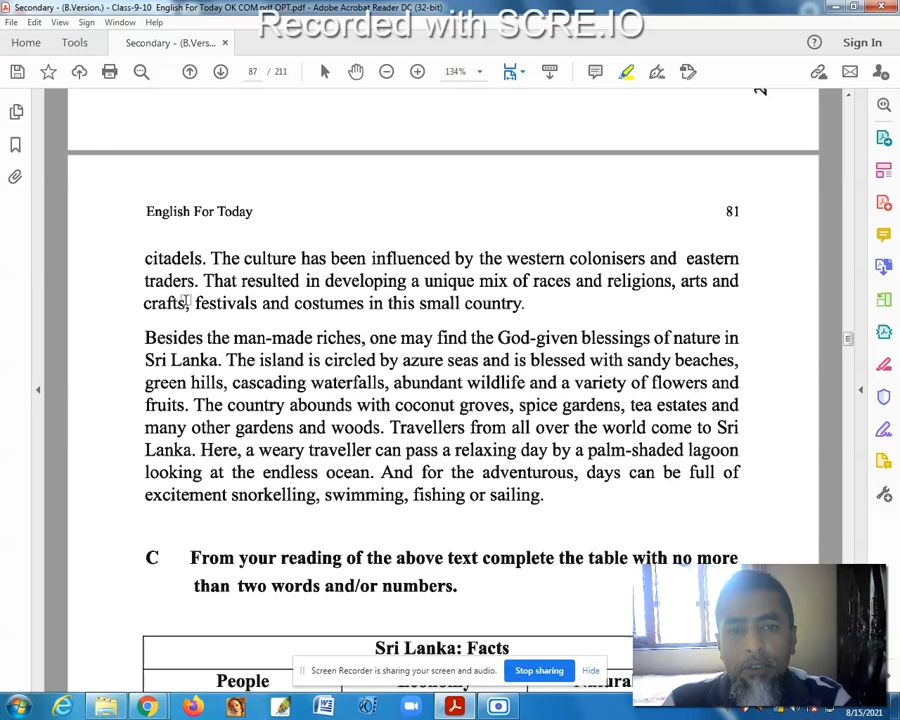 Secondary - (B.Version.) - Class-9-10 English For Today OK COM.pdf OPT.pdf - Adobe Acrobat Reader DC (32-bit)
Edit View Sign Window Help
Recorded with SCRE.IO
Home Tools Secondary - (B.Vers... × Sign In
87 / 211 134%
English For Today 81
citadels. The culture has been influenced by the western colonisers and eastern
traders. That resulted in developing a unique mix of races and religions, arts and
crafts, festivals and costumes in this small country.
Besides the man-made riches, one may find the God-given blessings of nature in
Sri Lanka. The island is circled by azure seas and is blessed with sandy beaches,
green hills, cascading waterfalls, abundant wildlife and a variety of flowers and
fruits. The country abounds with coconut groves, spice gardens, tea estates and
many other gardens and woods. Travellers from all over the world come to Sri
Lanka. Here, a weary traveller can pass a relaxing day by a palm-shaded lagoon
looking at the endless ocean. And for the adventurous, days can be full of
excitement snorkelling, swimming, fishing or sailing.
C From your reading of the above text complete the table with no more
than two words and/or numbers.
Sri Lanka: Facts
People Economy Natura
Screen Recorder is sharing your screen and audio. Stop sharing Hide
8/15/2021